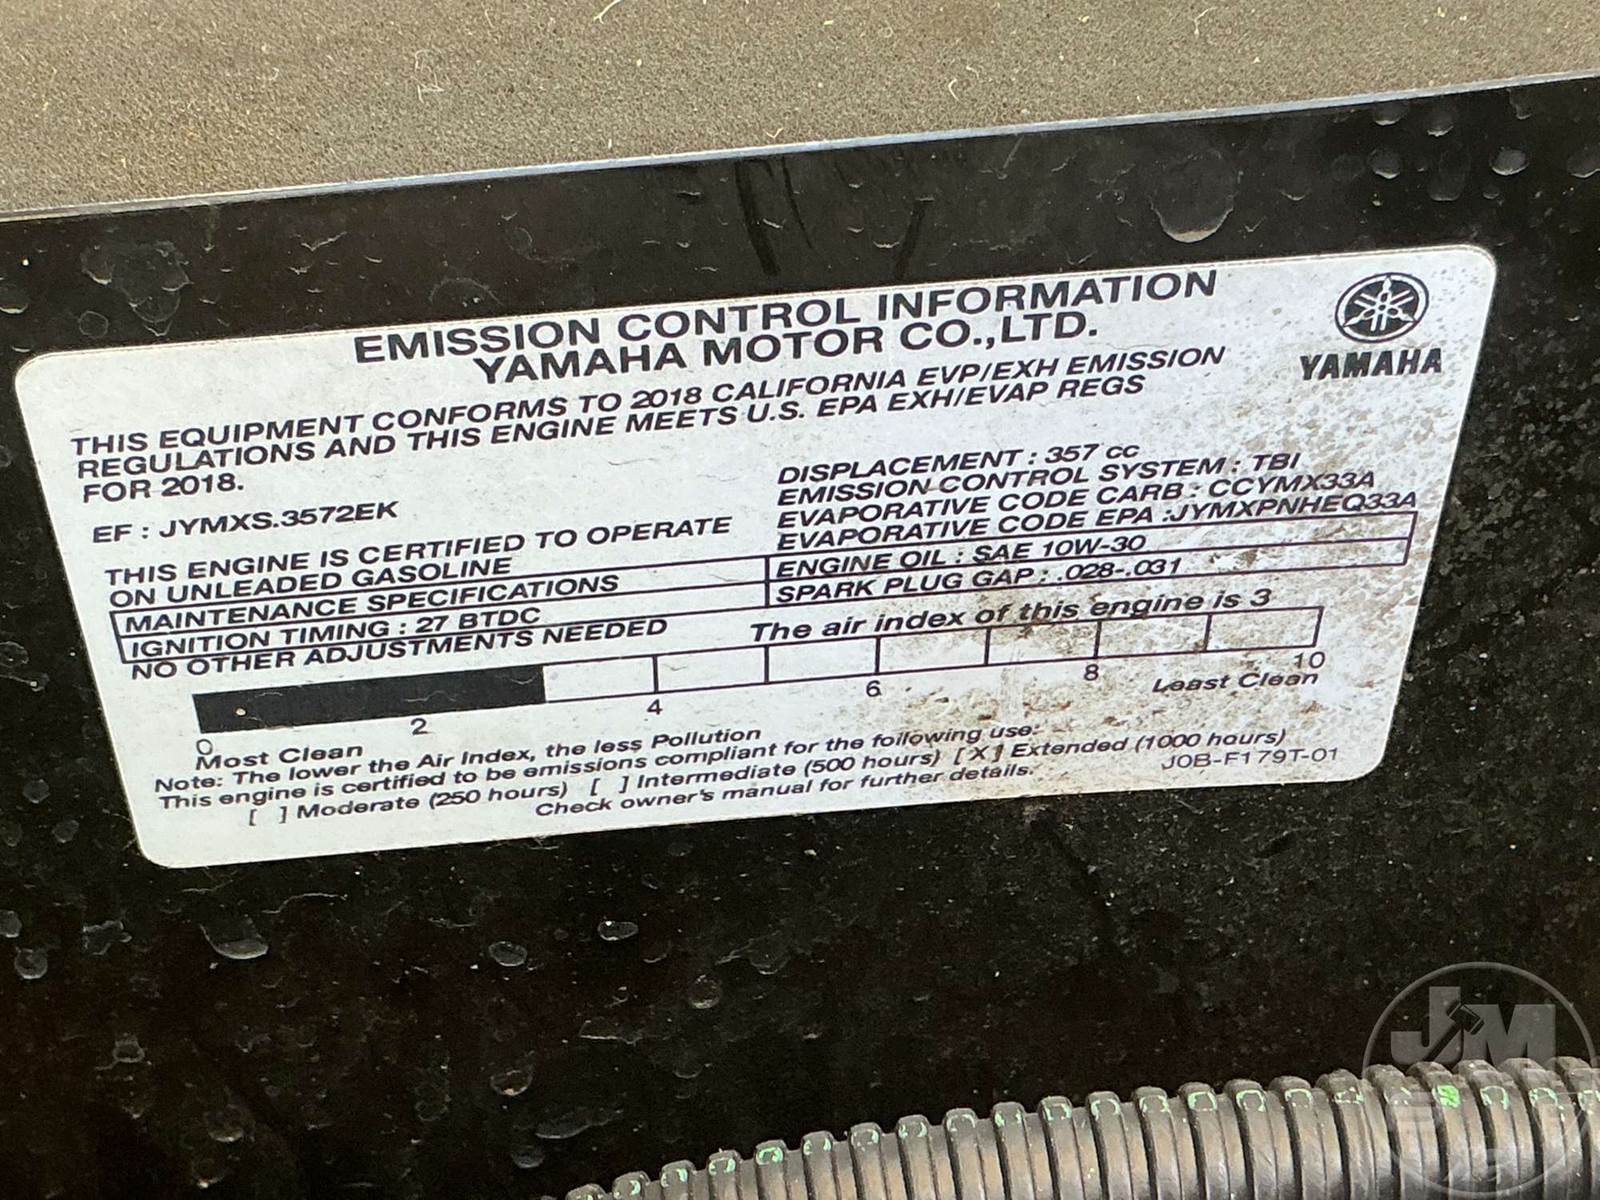 EMISSION CONTROL INFORMATION
YAMAHA MOTOR CO.,LTD.
YAMAHA
THIS EQUIPMENT CONFORMS TO 2018 CALIFORNIA EVP/EXH EMISSION
REGULATIONS AND THIS ENGINE MEETS U.S. EPA EXH/EVAP REGS
FOR 2018.
EF : JYMXS.3572EK
THIS ENGINE IS CERTIFIED TO OPERATE
ON UNLEADED GASOLINE
DISPLACEMENT : 357 cc
EMISSION CONTROL SYSTEM : TBI
EVAPORATIVE CODE CARB : CCYMX33A
EVAPORATIVE CODE EPA :JYMXPNHEQ33A
MAINTENANCE SPECIFICATIONS
ENGINE OIL : SAE 10W-30
IGNITION TIMING : 27 BTDC
SPARK PLUG GAP : .028-.031
NO OTHER ADJUSTMENTS NEEDED
The air index of this engine is 3
0 2 4 6 8 10
Most Clean Least Clean
Note: The lower the Air Index, the less Pollution
This engine is certified to be emissions compliant for the following use:
[ ] Moderate (250 hours) [ ] Intermediate (500 hours) [X] Extended (1000 hours)
Check owner's manual for further details.
J0B-F179T-01
JM